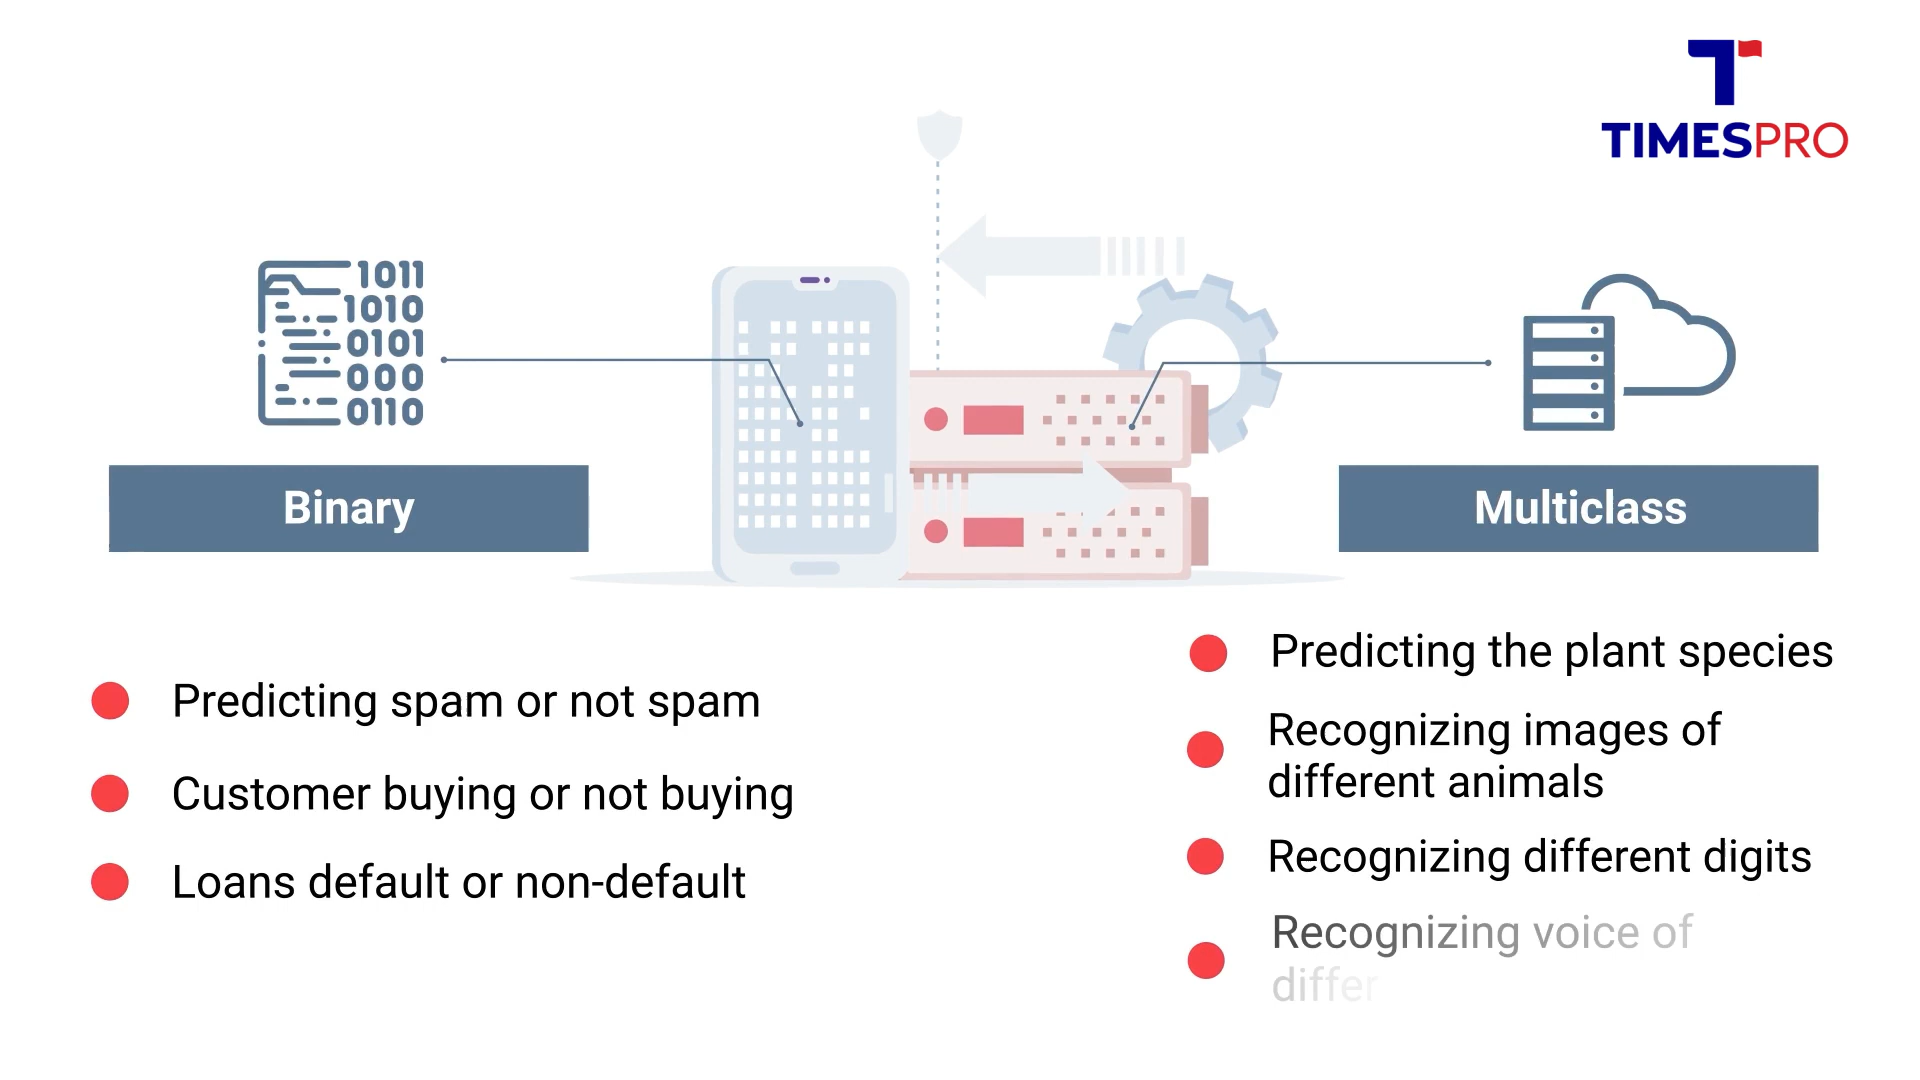 TIMESPRO
1011
1010
0101
000
0110
Binary
Multiclass
Predicting spam or not spam
Customer buying or not buying
Loans default or non-default
Predicting the plant species
Recognizing images of
different animals
Recognizing different digits
Recognizing voice of
differ